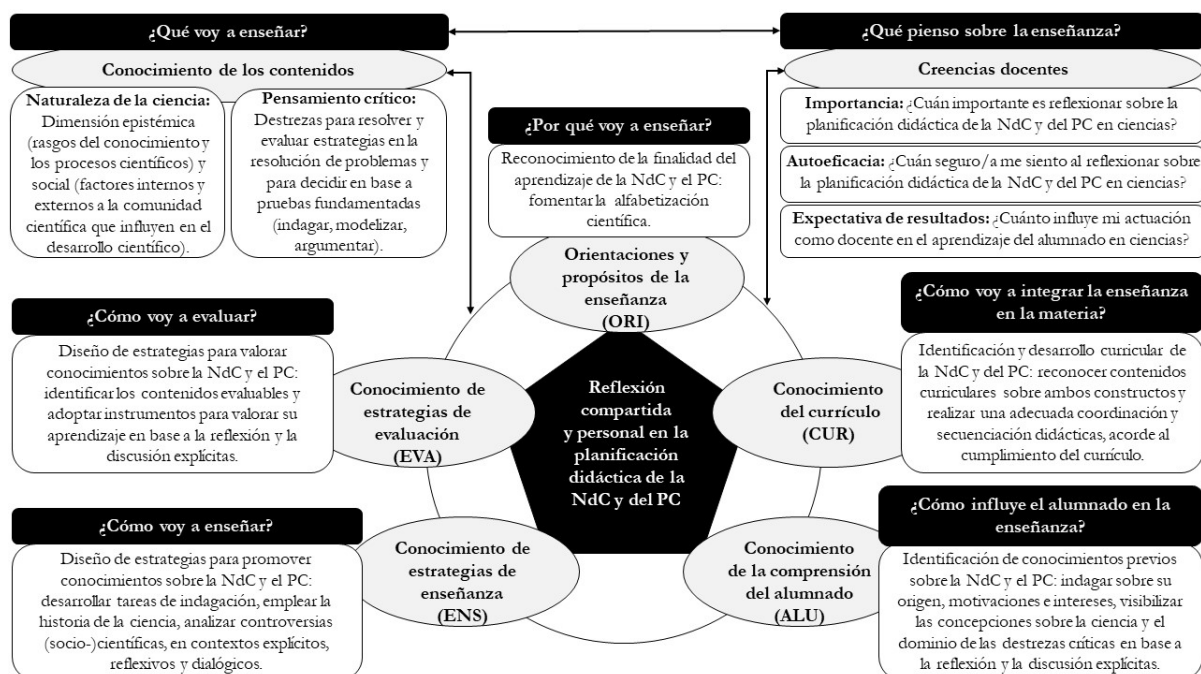 ¿Qué voy a enseñar?
Conocimiento de los contenidos
Naturaleza de la ciencia:
Dimensión epistémica
(rasgos del conocimiento y
los procesos científicos) y
social (factores internos y
externos a la comunidad
científica que influyen en el
desarrollo científico).
Pensamiento crítico:
Destrezas para resolver y
evaluar estrategias en la
resolución de problemas y
para decidir en base a
pruebas fundamentadas
(indagar, modelizar,
argumentar).
¿Por qué voy a enseñar?
Reconocimiento de la finalidad del
aprendizaje de la NdC y el PC:
fomentar la alfabetización
científica.
Orientaciones y
propósitos de la
enseñanza
(ORI)
¿Qué pienso sobre la enseñanza?
Creencias docentes
Importancia: ¿Cuán importante es reflexionar sobre la
planificación didáctica de la NdC y del PC en ciencias?
Autoeficacia: ¿Cuán seguro/a me siento al reflexionar sobre
la planificación didáctica de la NdC y del PC en ciencias?
Expectativa de resultados: ¿Cuánto influye mi actuación
como docente en el aprendizaje del alumnado en ciencias?
¿Cómo voy a evaluar?
Diseño de estrategias para valorar
conocimientos sobre la NdC y el PC:
identificar los contenidos evaluables y
adoptar instrumentos para valorar su
aprendizaje en base a la reflexión y la
discusión explícitas.
Conocimiento de
estrategias de
evaluación
(EVA)
Reflexión
compartida
y personal en la
planificación
didáctica de la
NdC y del PC
Conocimiento
del currículo
(CUR)
¿Cómo voy a integrar la enseñanza
en la materia?
Identificación y desarrollo curricular de
la NdC y del PC: reconocer contenidos
curriculares sobre ambos constructos y
realizar una adecuada coordinación y
secuenciación didácticas, acorde al
cumplimiento del currículo.
¿Cómo voy a enseñar?
Diseño de estrategias para promover
conocimientos sobre la NdC y el PC:
desarrollar tareas de indagación, emplear la
historia de la ciencia, analizar controversias
(socio-)científicas, en contextos explícitos,
reflexivos y dialógicos.
Conocimiento de
estrategias de
enseñanza
(ENS)
Conocimiento
de la comprensión
del alumnado
(ALU)
¿Cómo influye el alumnado en la
enseñanza?
Identificación de conocimientos previos
sobre la NdC y el PC: indagar sobre su
origen, motivaciones e intereses, visibilizar
las concepciones sobre la ciencia y el
dominio de las destrezas críticas en base a
la reflexión y la discusión explícitas.